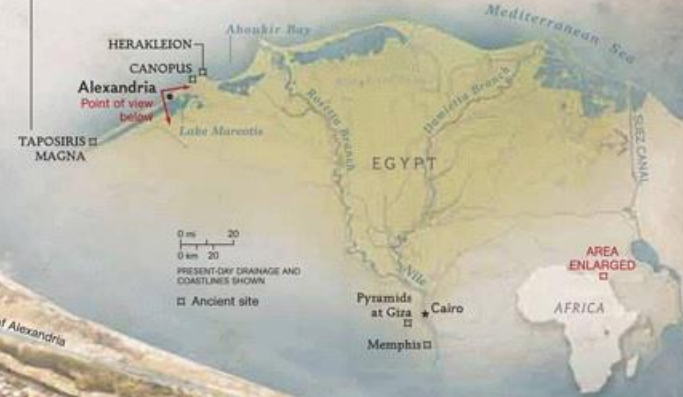 Mediterranean Sea
Aboukir Bay
HERAKLEION
CANOPUS
Alexandria
Point of view
below
Lake Mareotis
TAPOSIRIS
MAGNA
Rosetta Branch
Damietta Branch
SUEZ CANAL
EGYPT
0 mi 20
0 km 20
PRESENT-DAY DRAINAGE AND
COASTLINES SHOWN
Ancient site
Nile
Pyramids
at Giza
Cairo
Memphis
AREA
ENLARGED
AFRICA
of Alexandria